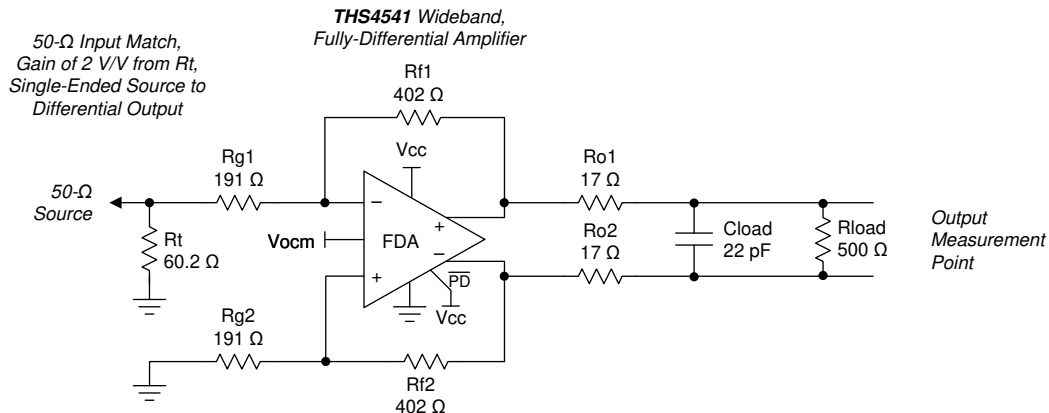 THS4541 Wideband,
Fully-Differential Amplifier
50-Ω Input Match,
Gain of 2 V/V from Rt,
Single-Ended Source to
Differential Output
Rf1
402 Ω
Vcc
Rg1
191 Ω
Ro1
17 Ω
50-Ω
Source
Rt
60.2 Ω
Vocm
−
+
FDA
+
−
PD
Vcc
Ro2
17 Ω
Cload
22 pF
Rload
500 Ω
Output
Measurement
Point
Rg2
191 Ω
Rf2
402 Ω